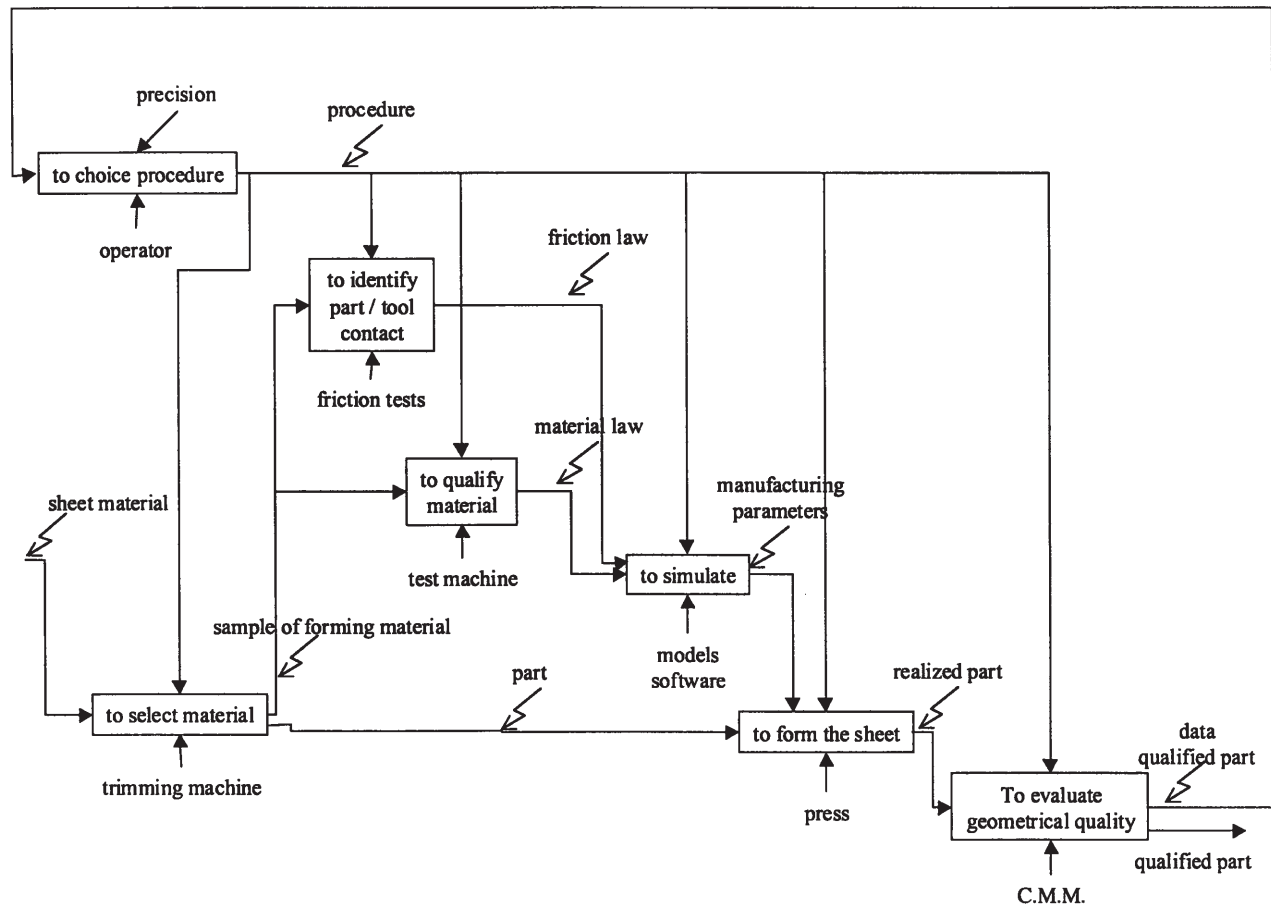 precision
procedure
to choice procedure
operator
friction law
to identify
part / tool
contact
friction tests
material law
to qualify
material
manufacturing
parameters
sheet material
test machine
to simulate
sample of forming material
models
software
part
realized part
to select material
to form the sheet
data
qualified part
trimming machine
press
To evaluate
geometrical quality
qualified part
C.M.M.